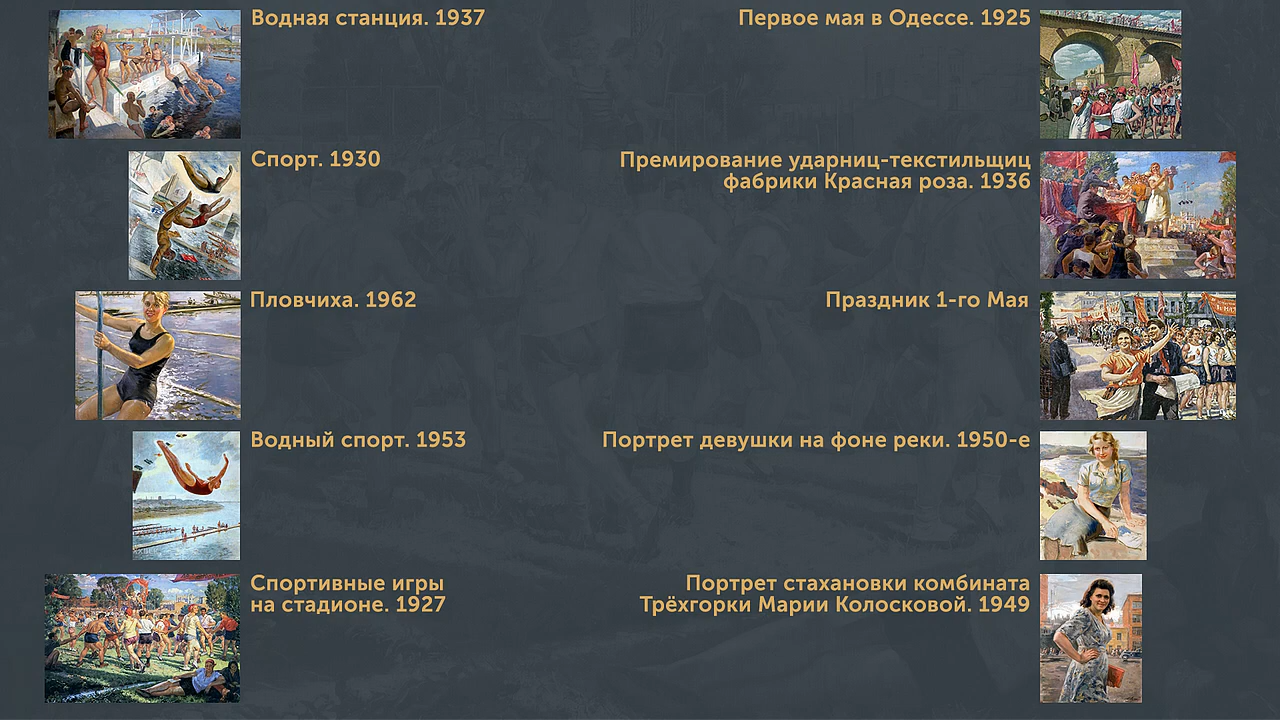 Водная станция. 1937
Спорт. 1930
Пловчиха. 1962
Водный спорт. 1953
Спортивные игры
на стадионе. 1927
Первое мая в Одессе. 1925
Премирование ударниц-текстильщиц
фабрики Красная роза. 1936
Праздник 1-го Мая
Портрет девушки на фоне реки. 1950-е
Портрет стахановки комбината
Трёхгорки Марии Колосковой. 1949